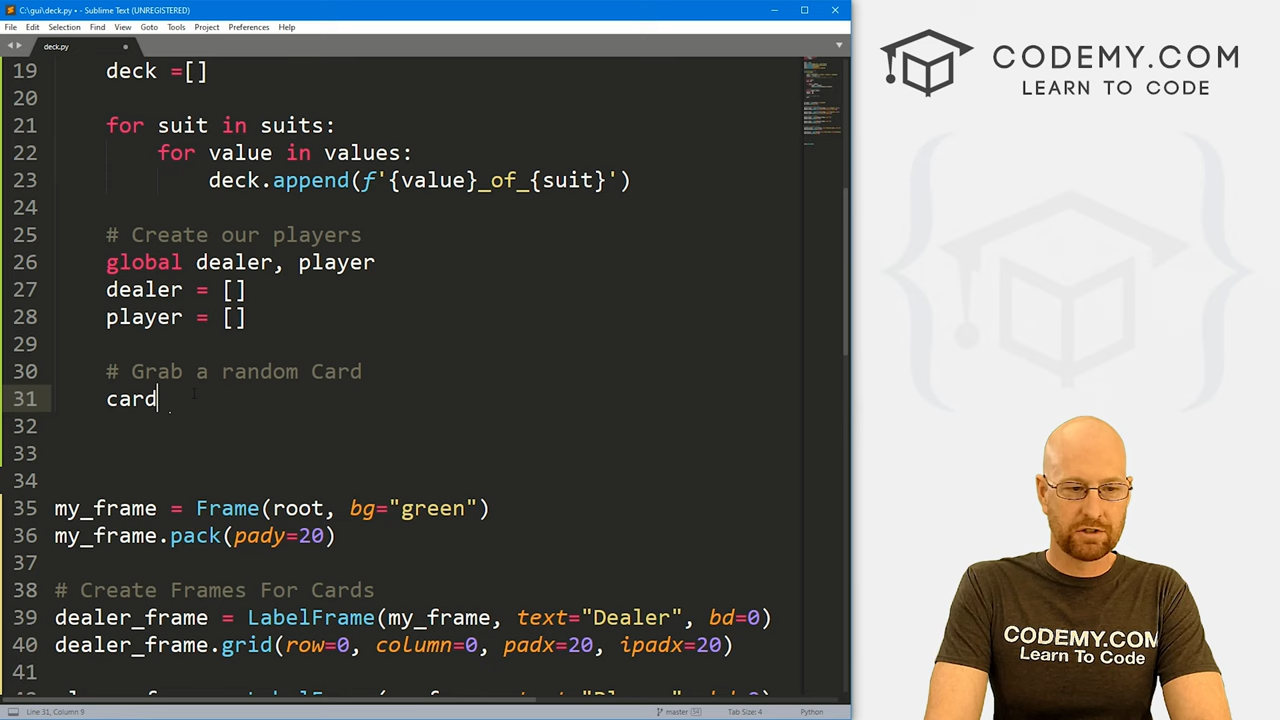 C:\gui\deck.py • - Sublime Text (UNREGISTERED)
File Edit Selection Find View Goto Tools Project Preferences Help
deck.py
19 deck =[]
20
21 for suit in suits:
22 for value in values:
23 deck.append(f'{value}_of_{suit}')
24
25 # Create our players
26 global dealer, player
27 dealer = []
28 player = []
29
30 # Grab a random Card
31 card
32
33
34
35 my_frame = Frame(root, bg="green")
36 my_frame.pack(pady=20)
37
38 # Create Frames For Cards
39 dealer_frame = LabelFrame(my_frame, text="Dealer", bd=0)
40 dealer_frame.grid(row=0, column=0, padx=20, ipadx=20)
41
Line 31, Column 9
master
Tab Size: 4
Python
CODEMY.COM
LEARN TO CODE
CODEMY.COM
Learn To Code